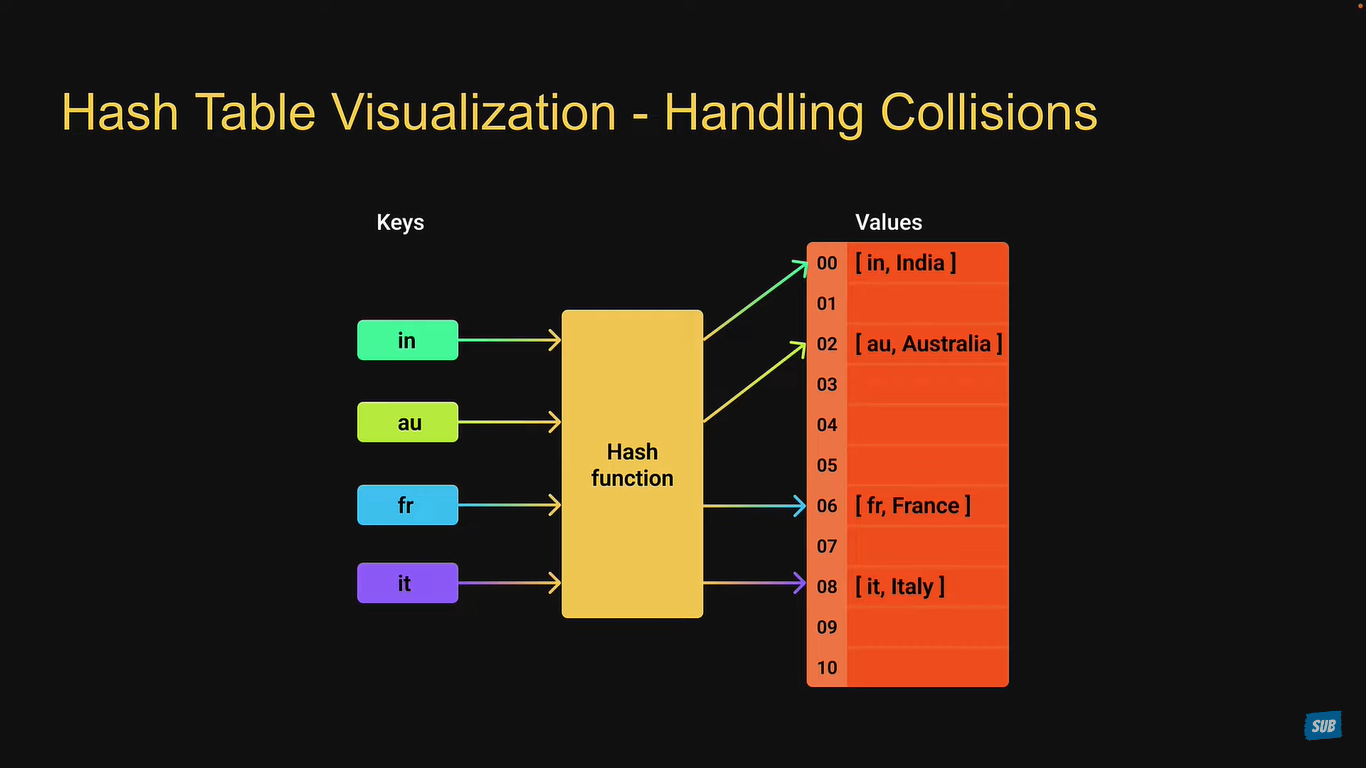 Hash Table Visualization - Handling Collisions
Keys
Values
in
au
fr
it
Hash
function
00 [ in, India ]
01
02 [ au, Australia ]
03
04
05
06 [ fr, France ]
07
08 [ it, Italy ]
09
10
SUB